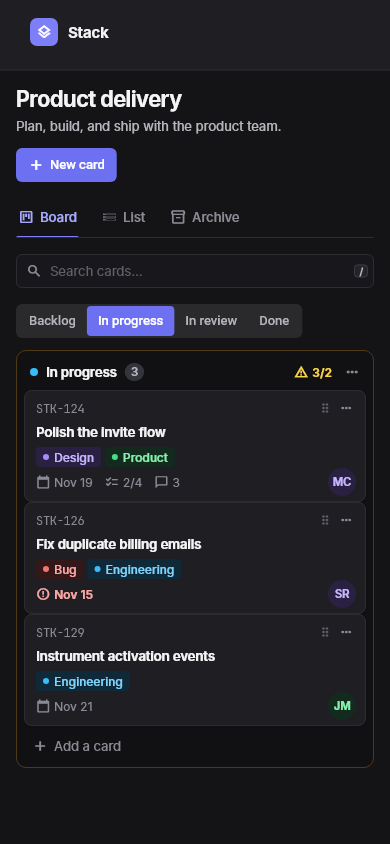 Stack
Product delivery
Plan, build, and ship with the product team.
New card
Board List Archive
Search cards... /
Backlog In progress In review Done
In progress 3 3/2
STK-124
Polish the invite flow
Design Product
Nov 19 2/4 3 MC
STK-126
Fix duplicate billing emails
Bug Engineering
Nov 15 SR
STK-129
Instrument activation events
Engineering
Nov 21 JM
Add a card